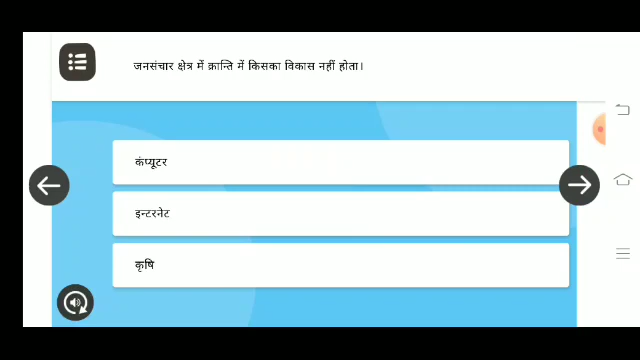 जनसंचार क्षेत्र में क्रान्ति में किसका विकास नहीं होता।
कंप्यूटर
इन्टरनेट
कृषि